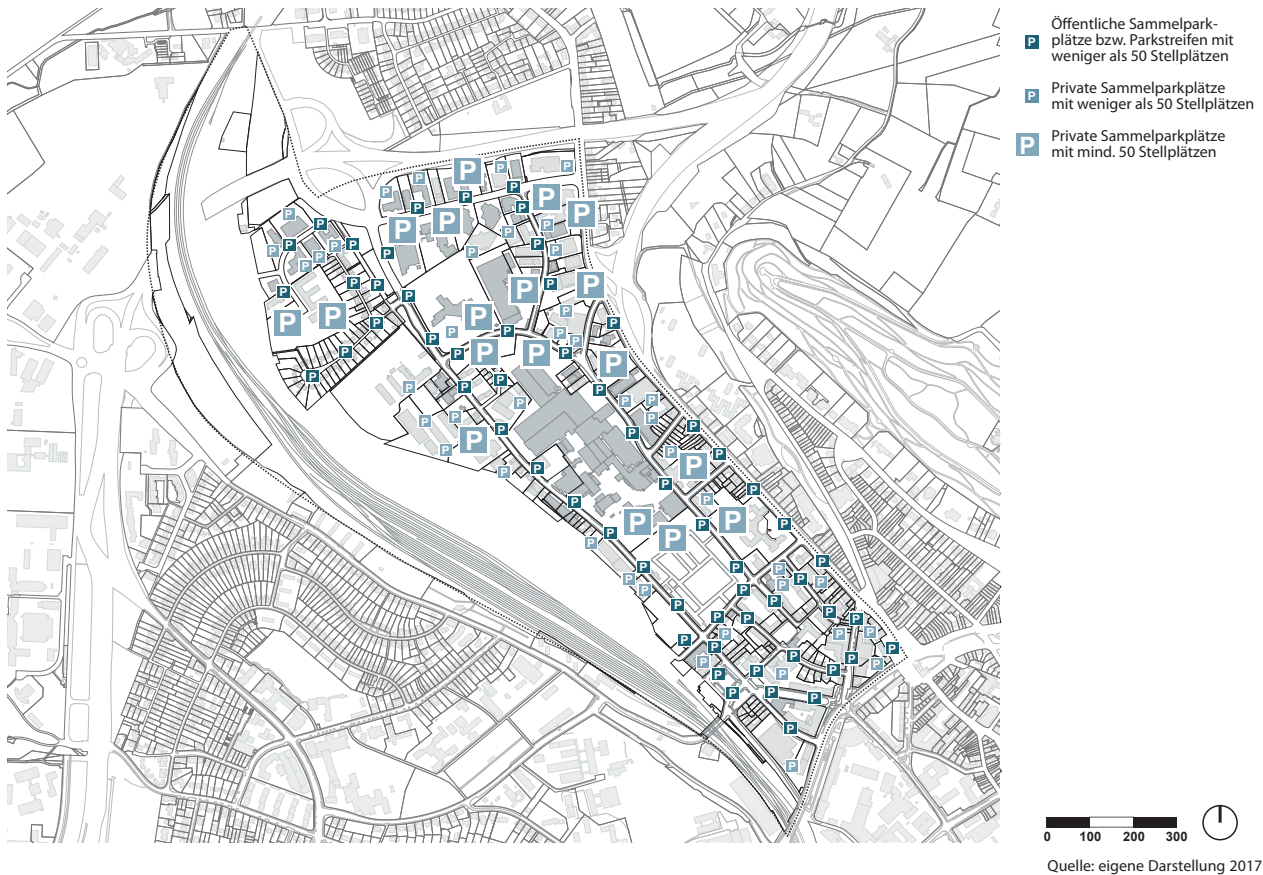 Öffentliche Sammelpark-
plätze bzw. Parkstreifen mit
weniger als 50 Stellplätzen
P
Private Sammelparkplätze
mit weniger als 50 Stellplätzen
P
Private Sammelparkplätze
mit mind. 50 Stellplätzen
P
0 100 200 300
Quelle: eigene Darstellung 2017